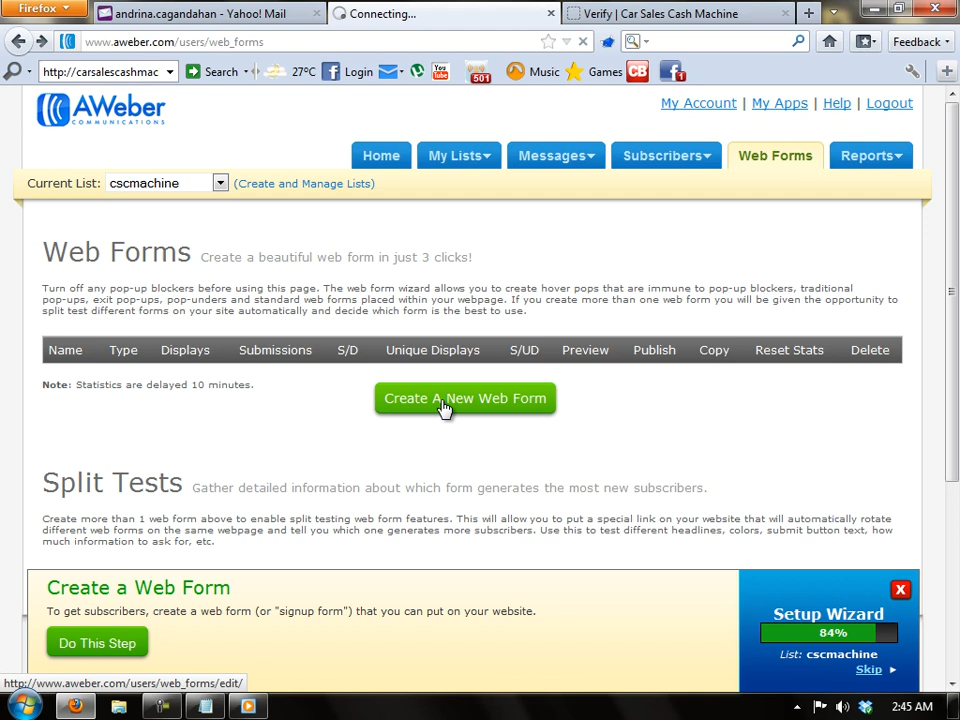 Firefox
andrina.cagandahan - Yahoo! Mail
Connecting...
Verify | Car Sales Cash Machine
www.aweber.com/users/web_forms
Feedback
http://carsalescashmac
Search
27°C
Login
You Tube
501
Music
Games
CB
1
AWeber
COMMUNICATIONS
My Account | My Apps | Help | Logout
Home
My Lists
Messages
Subscribers
Web Forms
Reports
Current List: cscmachine (Create and Manage Lists)
Web Forms Create a beautiful web form in just 3 clicks!
Turn off any pop-up blockers before using this page. The web form wizard allows you to create hover pops that are immune to pop-up blockers, traditional
pop-ups, exit pop-ups, pop-unders and standard web forms placed within your webpage. If you create more than one web form you will be given the opportunity to
split test different forms on your site automatically and decide which form is the best to use.
Name Type Displays Submissions S/D Unique Displays S/UD Preview Publish Copy Reset Stats Delete
Note: Statistics are delayed 10 minutes.
Create A New Web Form
Split Tests Gather detailed information about which form generates the most new subscribers.
Create more than 1 web form above to enable split testing web form features. This will allow you to put a special link on your website that will automatically rotate
different web forms on the same webpage and tell you which one generates more subscribers. Use this to test different headlines, colors, submit button text, how
much information to ask for, etc.
Create a Web Form
To get subscribers, create a web form (or "signup form") that you can put on your website.
Do This Step
X
Setup Wizard
84%
List: cscmachine
Skip
http://www.aweber.com/users/web_forms/edit/
2:45 AM